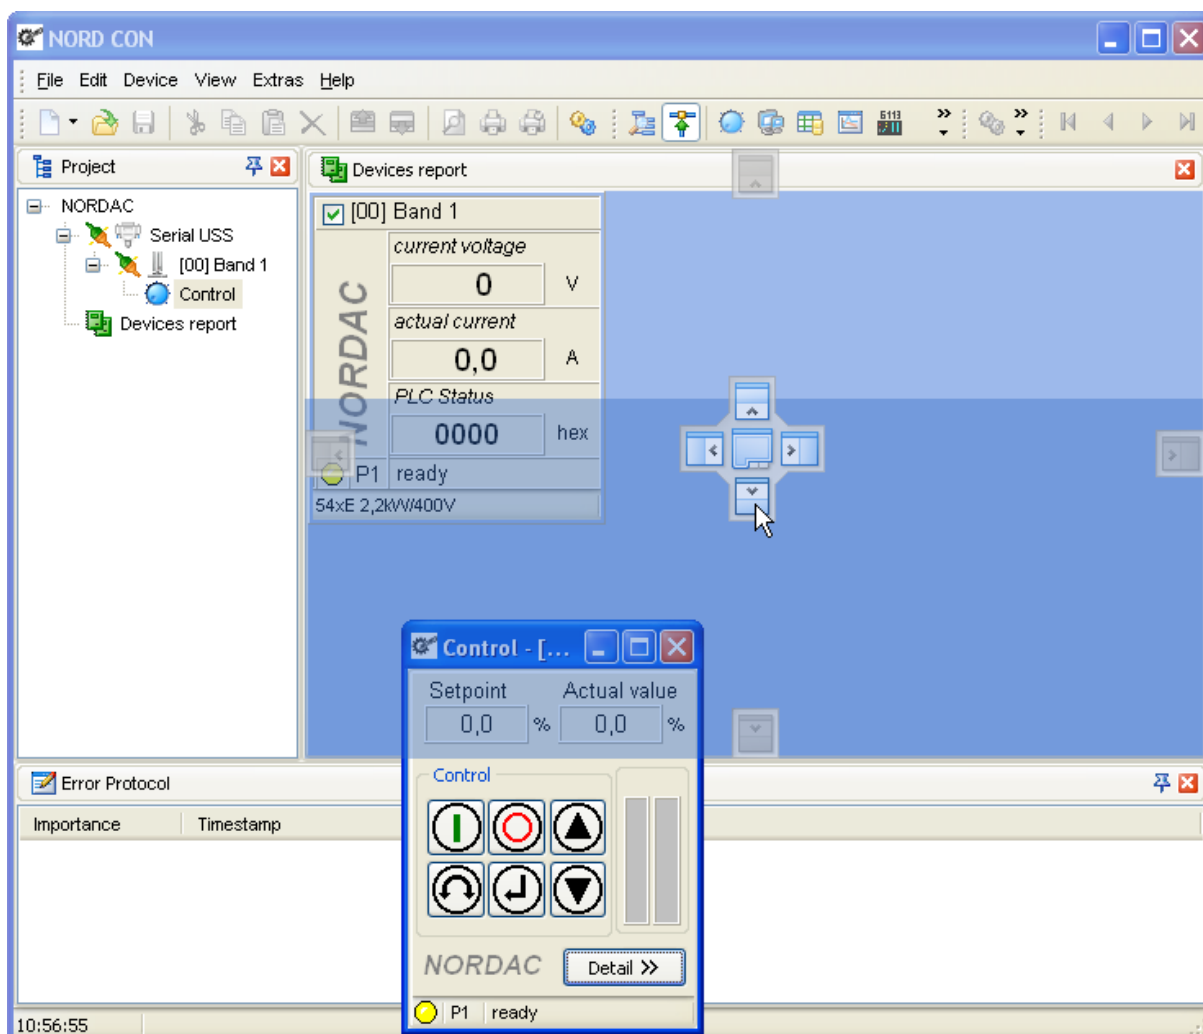 NORD CON
File Edit Device View Extras Help
Project
Devices report
NORDAC
Serial USS
[00] Band 1
Control
Devices report
[00] Band 1
NORDAC
current voltage
0 V
actual current
0,0 A
PLC Status
0000 hex
P1 ready
54xE 2,2kW/400V
Control - [...
Setpoint Actual value
0,0 % 0,0 %
Control
NORDAC Detail >>
P1 ready
Error Protocol
Importance Timestamp
10:56:55